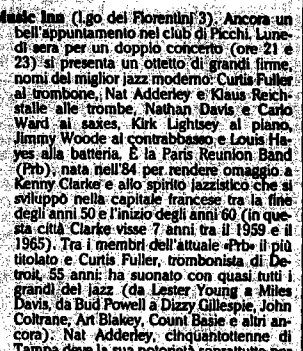 Music Inn (l.go dei Fiorentini 3). Ancora un
bell'appuntamento nel club di Picchi. Lune-
dì sera per un doppio concerto (ore 21 e
23) si presenta un ottetto di grandi firme,
nomi del miglior jazz moderno: Curtis Fuller
al trombone, Nat Adderley e Klaus Reich-
stalle alle trombe, Nathan Davis e Carlo
Ward ai saxes, Kirk Lightsey al piano,
Jimmy Woode al contrabbasso e Louis Ha-
yes alla batteria. È la Paris Reunion Band
(Prb), nata nell'84 per rendere omaggio a
Kenny Clarke e allo spirito jazzistico che si
sviluppò nella capitale francese tra la fine
degli anni 50 e l'inizio degli anni 60 (in que-
sta città Clarke visse 7 anni tra il 1959 e il
1965). Tra i membri dell'attuale «Prb» il più
titolato e Curtis Fuller, trombonista di De-
troit, 55 anni: ha suonato con quasi tutti i
grandi del jazz (da Lester Young a Miles
Davis, da Bud Powell a Dizzy Gillespie, John
Coltrane, Art Blakey, Count Basie e altri an-
cora). Nat Adderley, cinquantottenne di
Tampa deve la sua notorietà